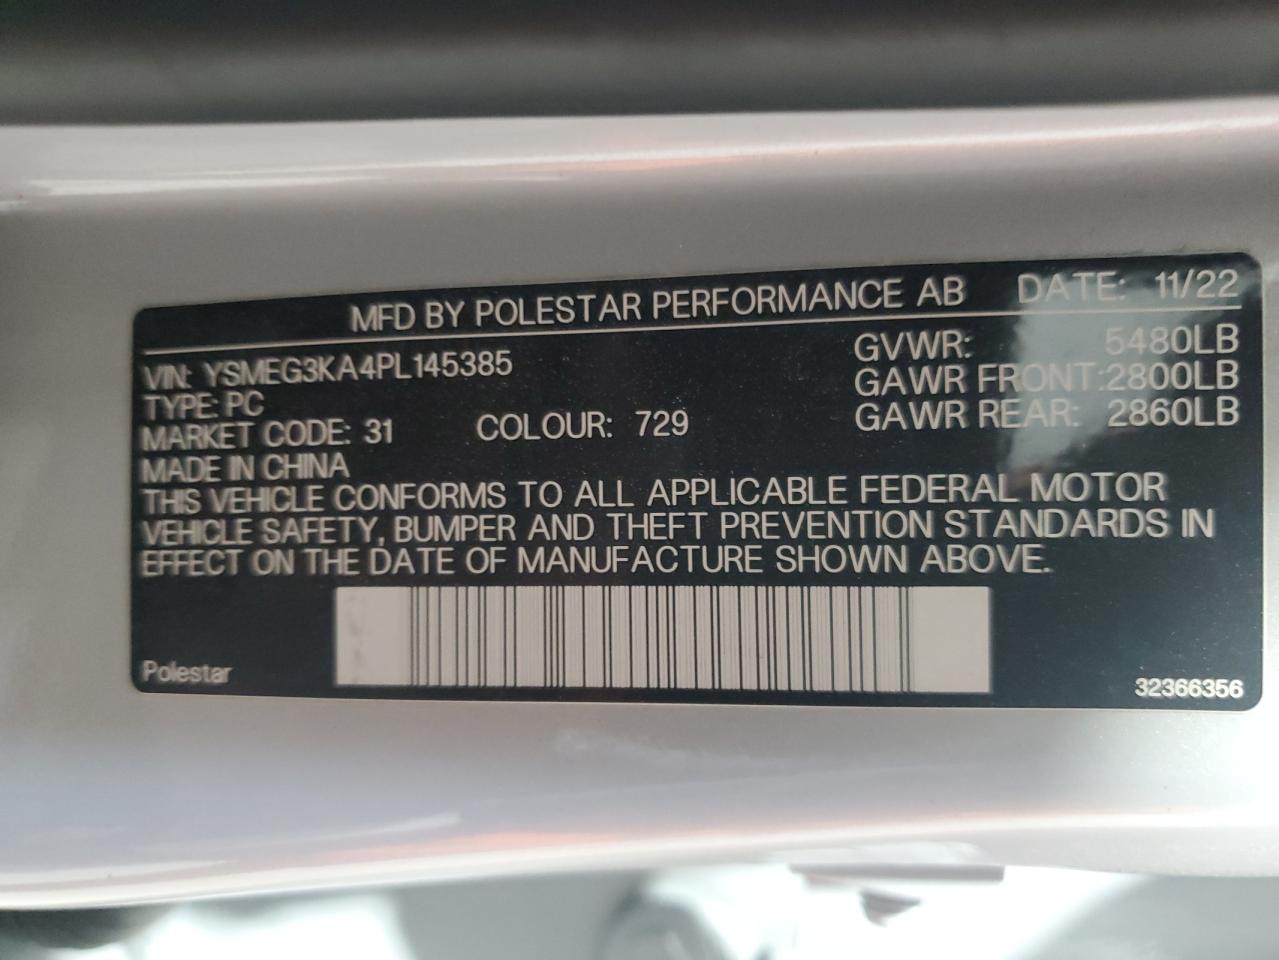 MFD BY POLESTAR PERFORMANCE AB DATE: 11/22
VIN: YSMEG3KA4PL145385 GVWR: 5480LB
TYPE: PC GAWR FRONT:2800LB
MARKET CODE: 31 COLOUR: 729 GAWR REAR: 2860LB
MADE IN CHINA
THIS VEHICLE CONFORMS TO ALL APPLICABLE FEDERAL MOTOR
VEHICLE SAFETY, BUMPER AND THEFT PREVENTION STANDARDS IN
EFFECT ON THE DATE OF MANUFACTURE SHOWN ABOVE.
Polestar 32366356